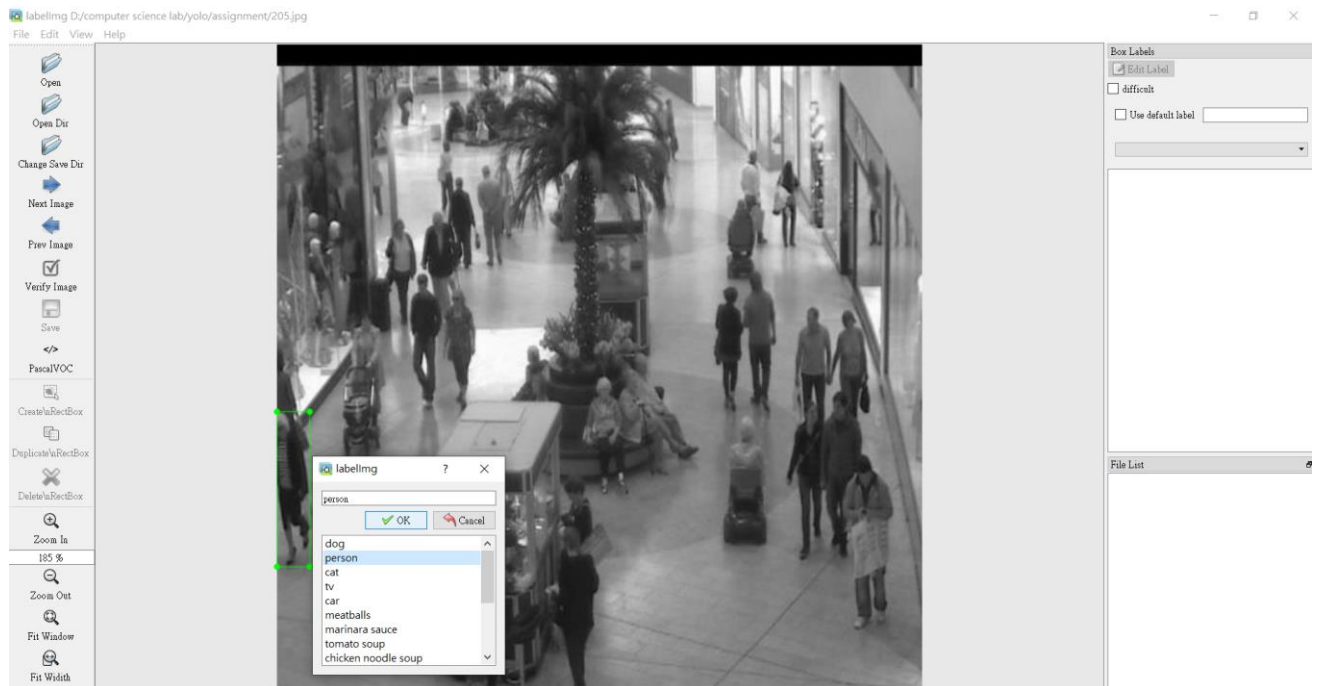 labelImg D:/computer science lab/yolo/assignment/205.jpg
File Edit View Help
Open
Open Dir
Change Save Dir
Next Image
Prev Image
Verify Image
Save
</>
PascalVOC
Create\nRectBox
Duplicate\nRectBox
Delete\nRectBox
Zoom In
185 %
Zoom Out
Fit Window
Fit Width
labelImg ?
person
OK Cancel
dog
person
cat
tv
car
meatballs
marinara sauce
tomato soup
chicken noodle soup
Box Labels
Edit Label
difficult
Use default label
File List